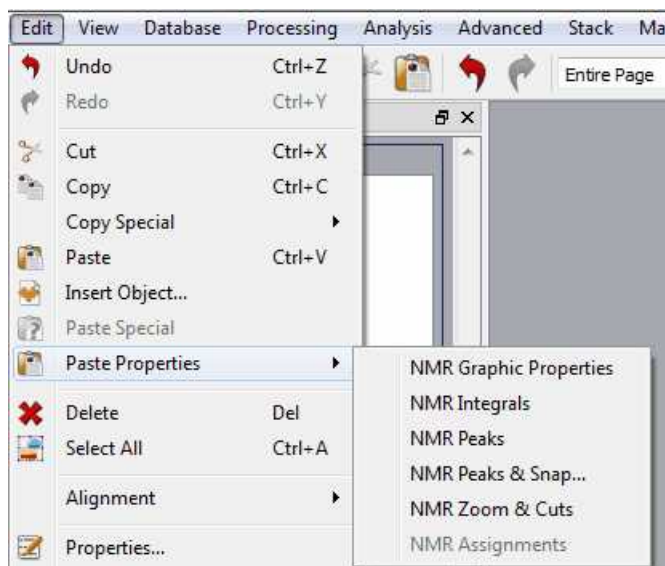 Edit View Database Processing Analysis Advanced Stack Ma
Undo Ctrl+Z
Entire Page
Redo Ctrl+Y
Cut Ctrl+X
Copy Ctrl+C
Copy Special
Paste Ctrl+V
Insert Object...
Paste Special
Paste Properties
NMR Graphic Properties
NMR Integrals
NMR Peaks
NMR Peaks & Snap...
NMR Zoom & Cuts
NMR Assignments
Delete Del
Select All Ctrl+A
Alignment
Properties...